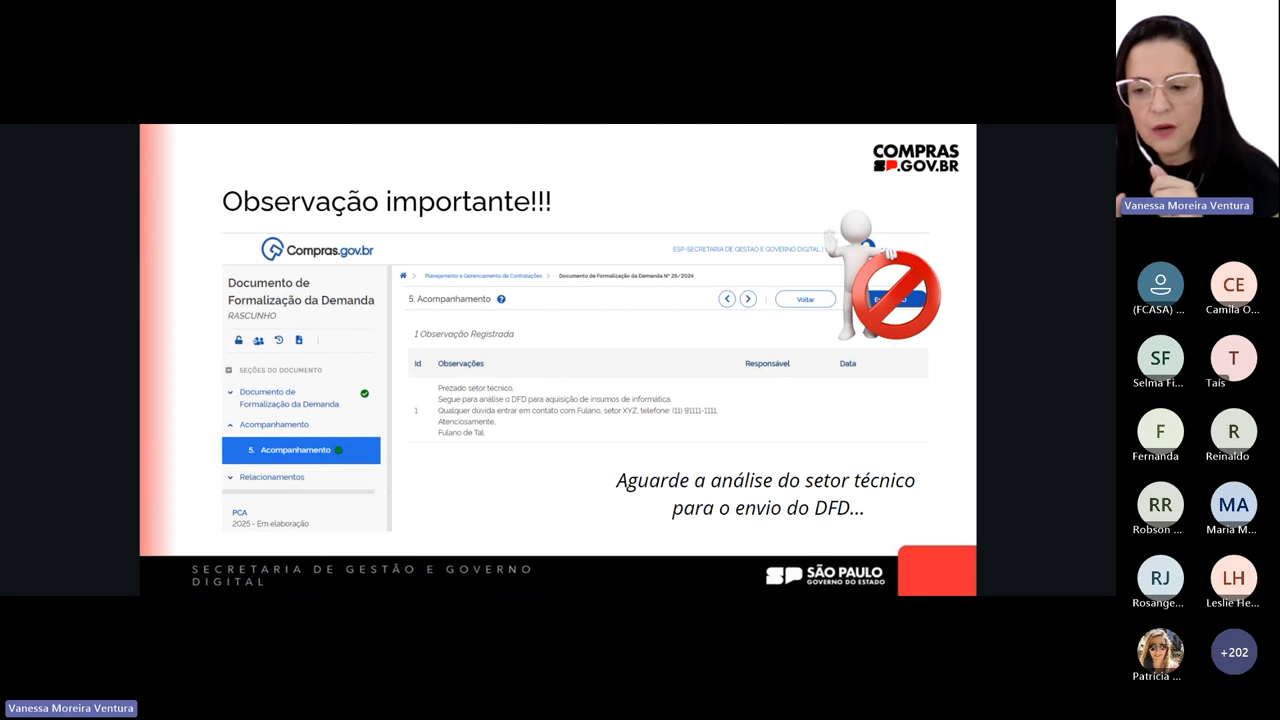 COMPRAS
SP.GOV.BR
Observação importante!!!
Compras.gov.br
ESP-SECRETARIA DE GESTAO E GOVERNO DIGITAL |
Documento de
Formalização da Demanda
RASCUNHO
SEÇÕES DO DOCUMENTO
Documento de
Formalização da Demanda
Acompanhamento
5. Acompanhamento
Relacionamentos
PCA
2025 - Em elaboração
Planejamento e Gerenciamento de Contratações
Documento de Formalização da Demanda Nº 26/2024
5. Acompanhamento
Voltar
1 Observação Registrada
Id Observações Responsável Data
Prezado setor técnico,
Segue para análise o DFD para aquisição de insumos de informática.
1 Qualquer dúvida entrar em contato com Fulano, setor XYZ, telefone: (11) 91111-1111.
Atenciosamente,
Fulano de Tal.
Aguarde a análise do setor técnico
para o envio do DFD...
SECRETARIA DE GESTÃO E GOVERNO
DIGITAL
SP SÃO PAULO
GOVERNO DO ESTADO
Vanessa Moreira Ventura
(FCASA) ...
CE
Camila O...
SF
Selma Fi...
T
Taís
F
Fernanda
R
Reinaldo
RR
Robson ...
MA
Maria M...
RJ
Rosange...
LH
Leslie He...
Patrícia ...
+202
Vanessa Moreira Ventura